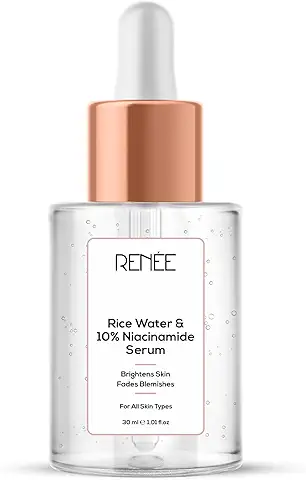 RENÉE
Rice Water &
10% Niacinamide
Serum
Brightens Skin
Fades Blemishes
For All Skin Types
30 ml ℮ 1.01 fl.oz